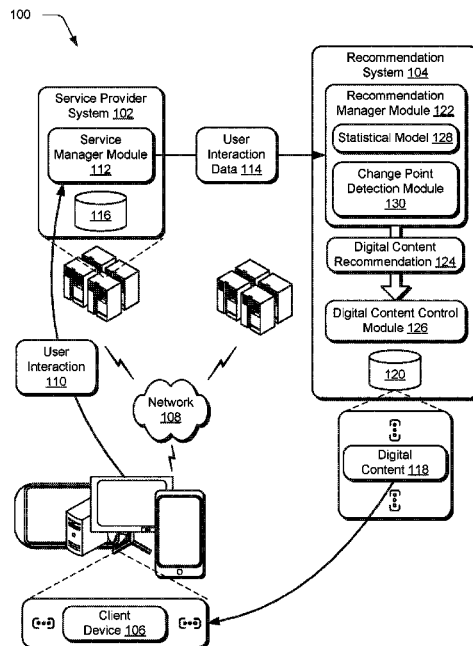 100
Recommendation
System 104
Recommendation
Manager Module 122
Statistical Model 128
Change Point
Detection Module
130
Digital Content
Recommendation 124
Digital Content Control
Module 126
120
Digital
Content 118
Service Provider
System 102
Service
Manager Module
112
116
User
Interaction
Data 114
User
Interaction
110
Network
108
Client
Device 106